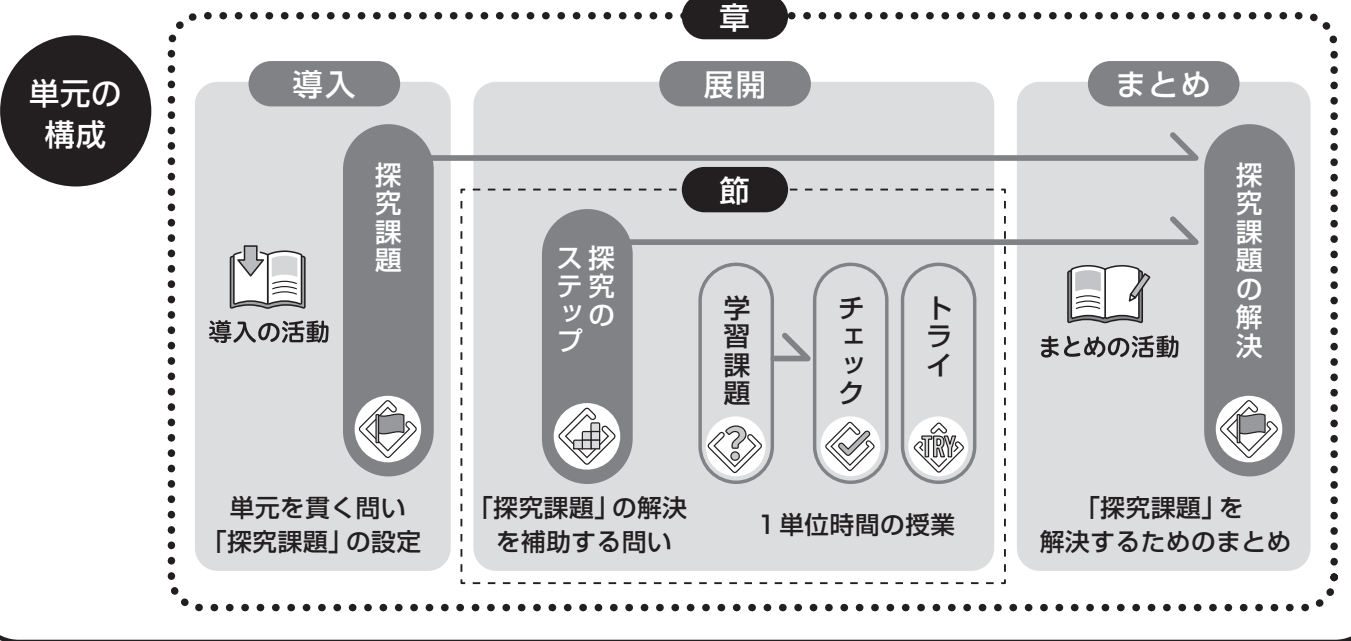 章
単元の
構成
導入
探究課題
導入の活動
単元を貫く問い
「探究課題」の設定
展開
節
探究の
ステップ
「探究課題」の解決
を補助する問い
学習課題
?
チェック
トライ
TRY
1単位時間の授業
まとめ
まとめの活動
探究課題の解決
「探究課題」を
解決するためのまとめ